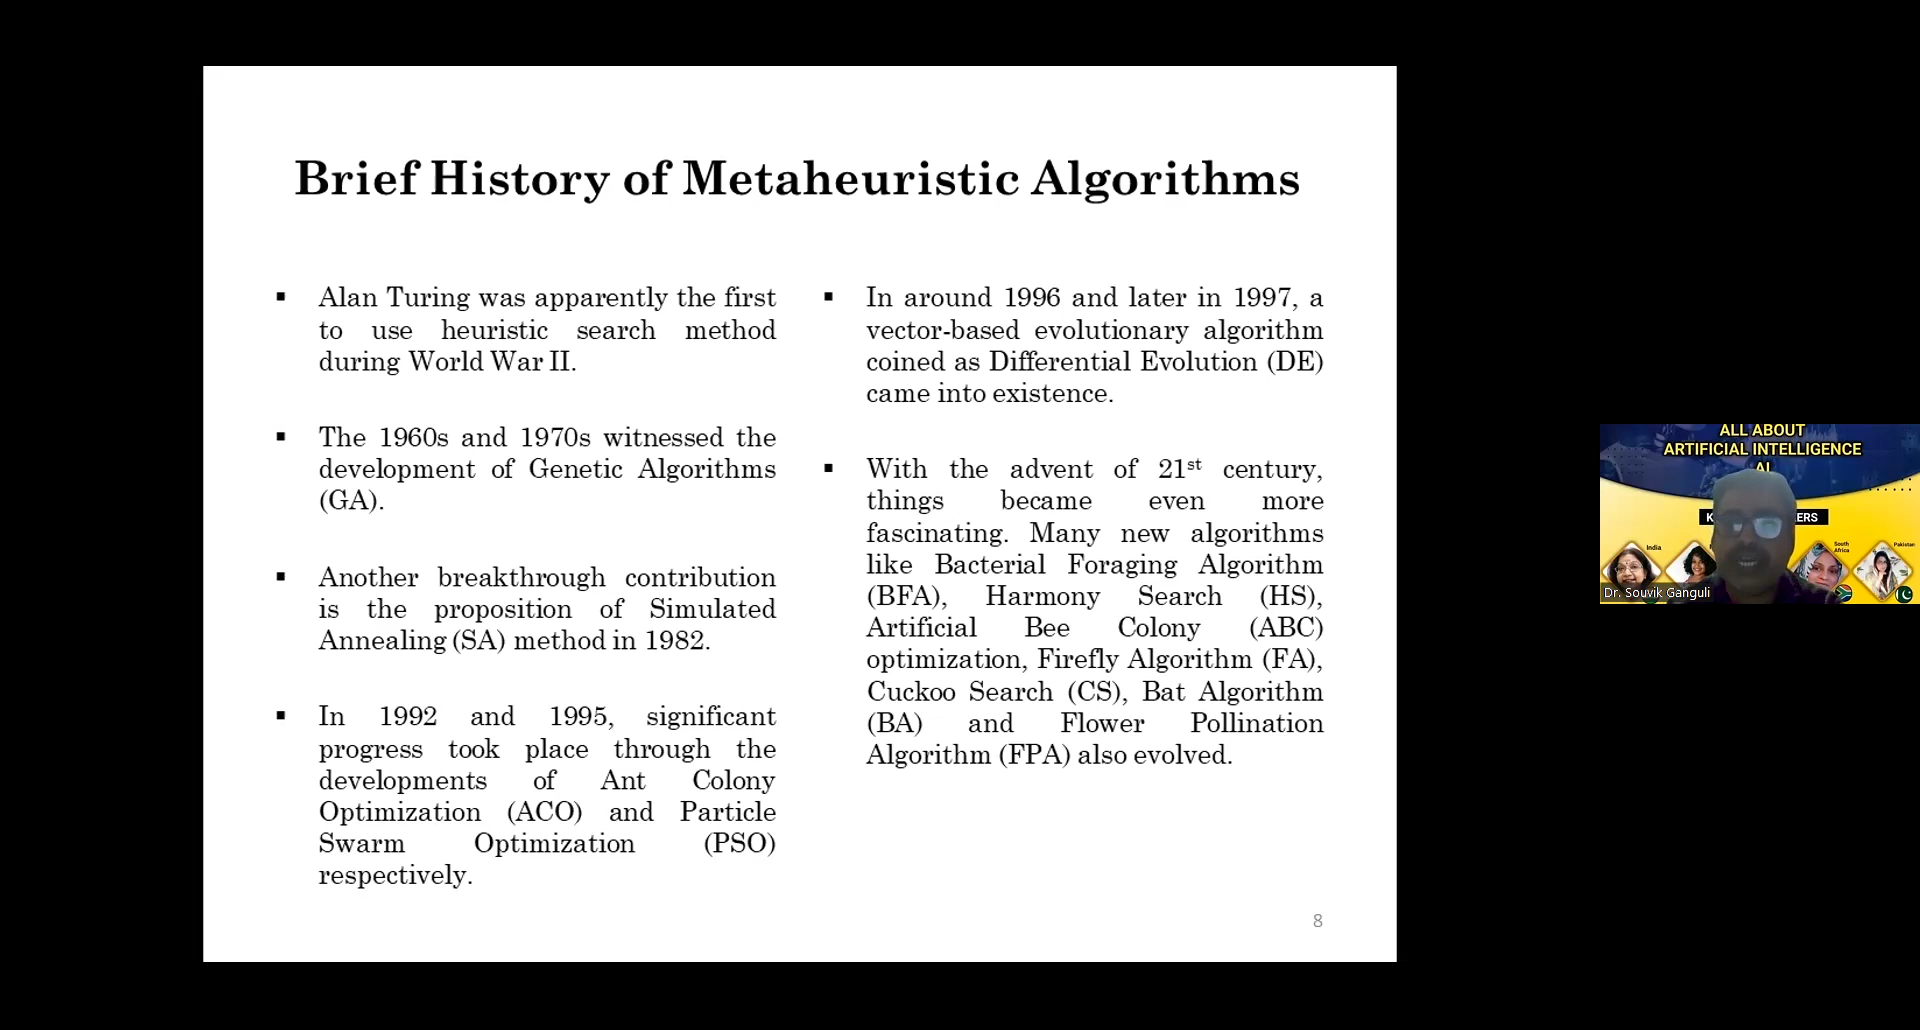 Brief History of Metaheuristic Algorithms
▪ Alan Turing was apparently the first
to use heuristic search method
during World War II.
▪ The 1960s and 1970s witnessed the
development of Genetic Algorithms
(GA).
▪ Another breakthrough contribution
is the proposition of Simulated
Annealing (SA) method in 1982.
▪ In 1992 and 1995, significant
progress took place through the
developments of Ant Colony
Optimization (ACO) and Particle
Swarm Optimization (PSO)
respectively.
▪ In around 1996 and later in 1997, a
vector-based evolutionary algorithm
coined as Differential Evolution (DE)
came into existence.
▪ With the advent of 21st century,
things became even more
fascinating. Many new algorithms
like Bacterial Foraging Algorithm
(BFA), Harmony Search (HS),
Artificial Bee Colony (ABC)
optimization, Firefly Algorithm (FA),
Cuckoo Search (CS), Bat Algorithm
(BA) and Flower Pollination
Algorithm (FPA) also evolved.
8
ALL ABOUT
ARTIFICIAL INTELLIGENCE
AI
India
South
Africa
Pakistan
Dr. Souvik Ganguli